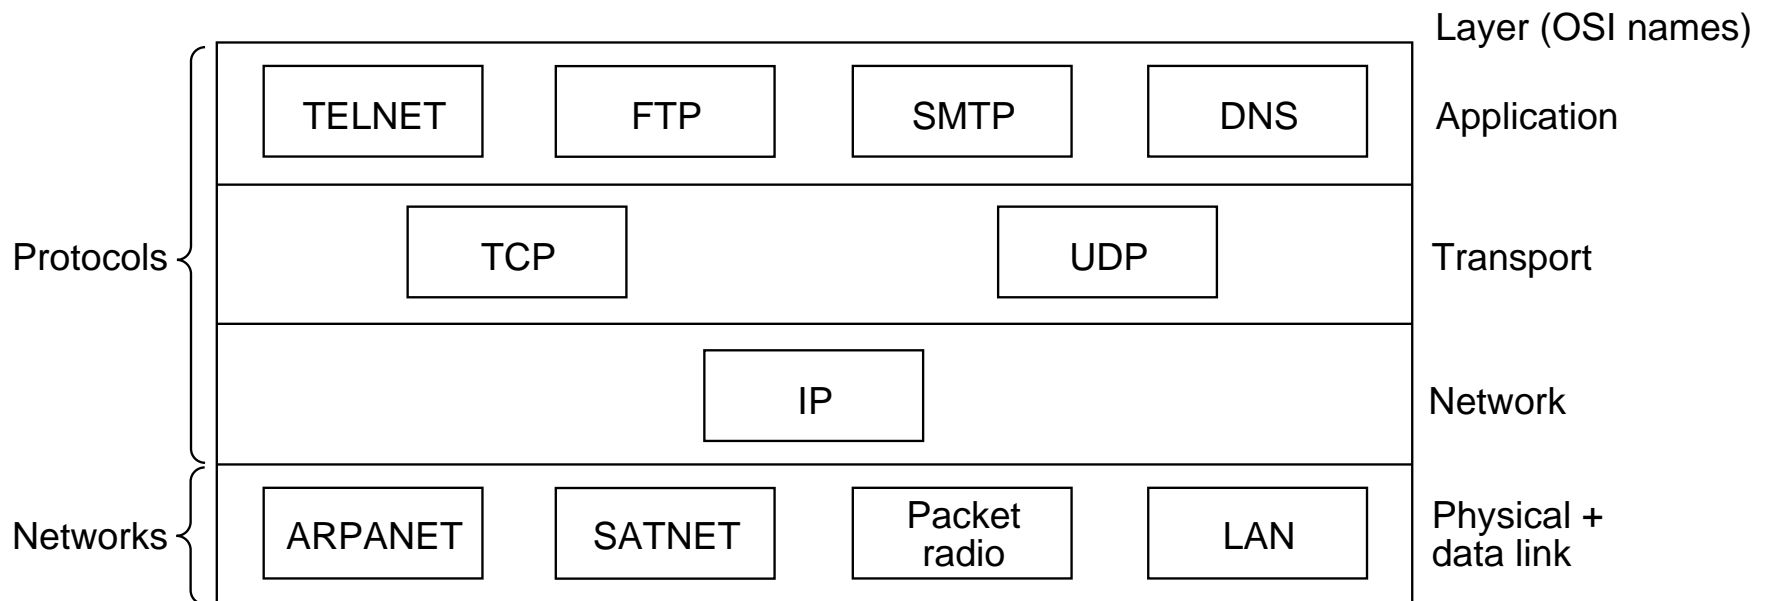 Layer (OSI names)
TELNET FTP SMTP DNS Application
Protocols TCP UDP Transport
IP Network
Networks ARPANET SATNET Packet radio LAN Physical + data link